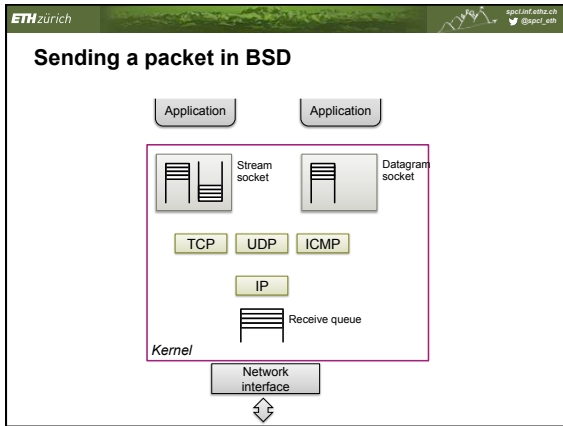 ETH zürich
spcl.inf.ethz.ch
@spcl_eth
Sending a packet in BSD
Application
Application
Stream
socket
Datagram
socket
TCP
UDP
ICMP
IP
Receive queue
Kernel
Network
interface